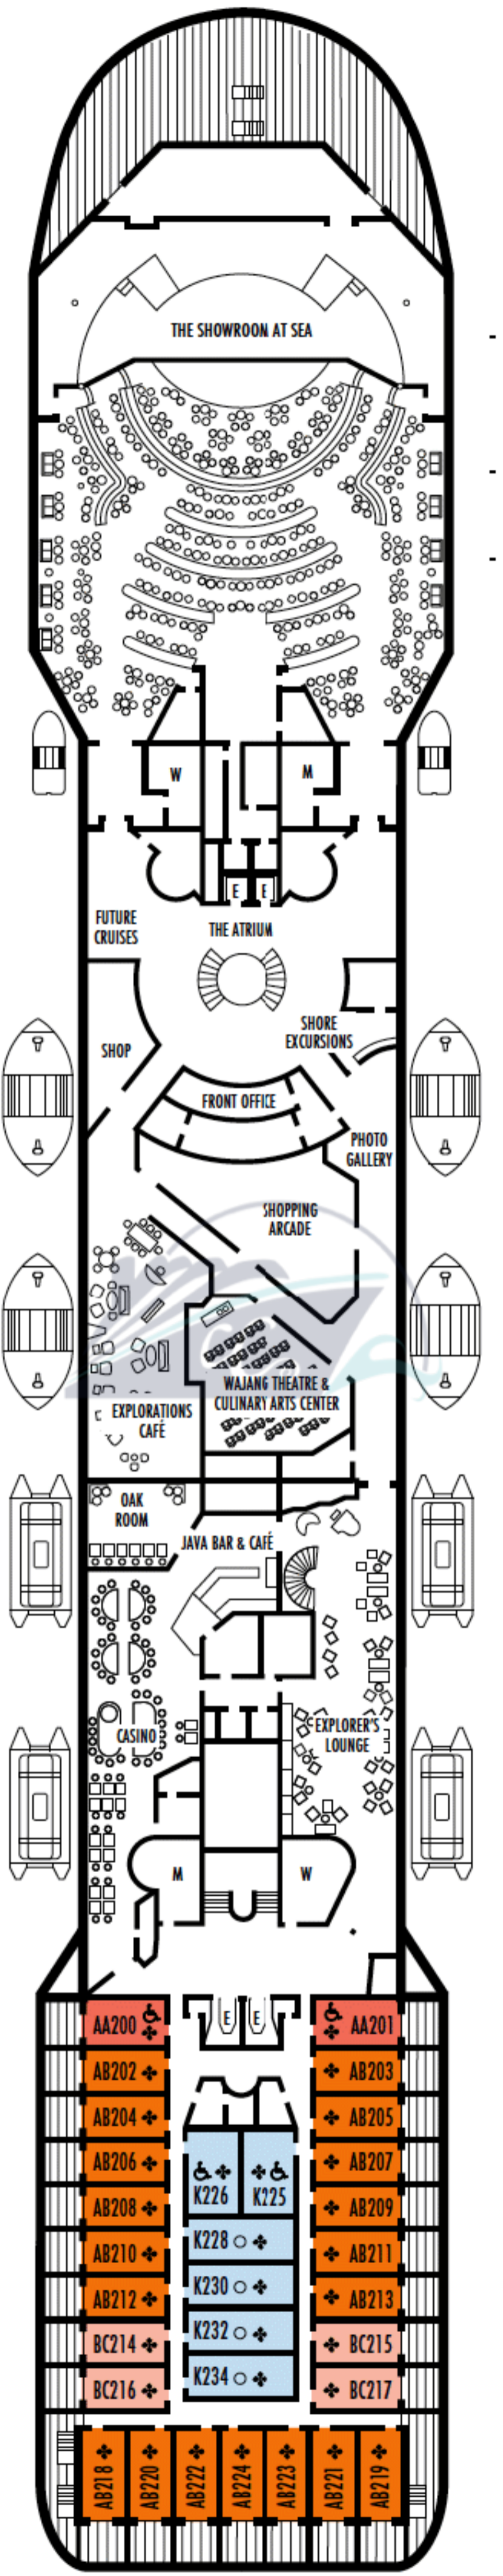 THE SHOWROON AT SEA
W
M
E
E
THE ATRIUM
FUTURE
CRUISES
SHORE
EXCURSIONS
SHOP
FRONT OFFICE
PHOTO
GALLERY
SHOPPING
ARCADE
WAJANG THEATRE &
CULINARY ARTS CENTER
EXPLORATIONS
CAFÉ
OAK
ROOM
JAVA BAR & CAFÉ
CASINO
EXPLORER'S
LOUNGE
M
W
E
E
AA200
AA201
AB202
AB203
AB204
AB205
AB206
AB207
K226
K225
AB208
AB209
K228
AB210
AB211
K230
AB212
AB213
K232
BC214
BC215
K234
BC216
BC217
AB218
AB220
AB222
AB224
AB223
AB221
AB219